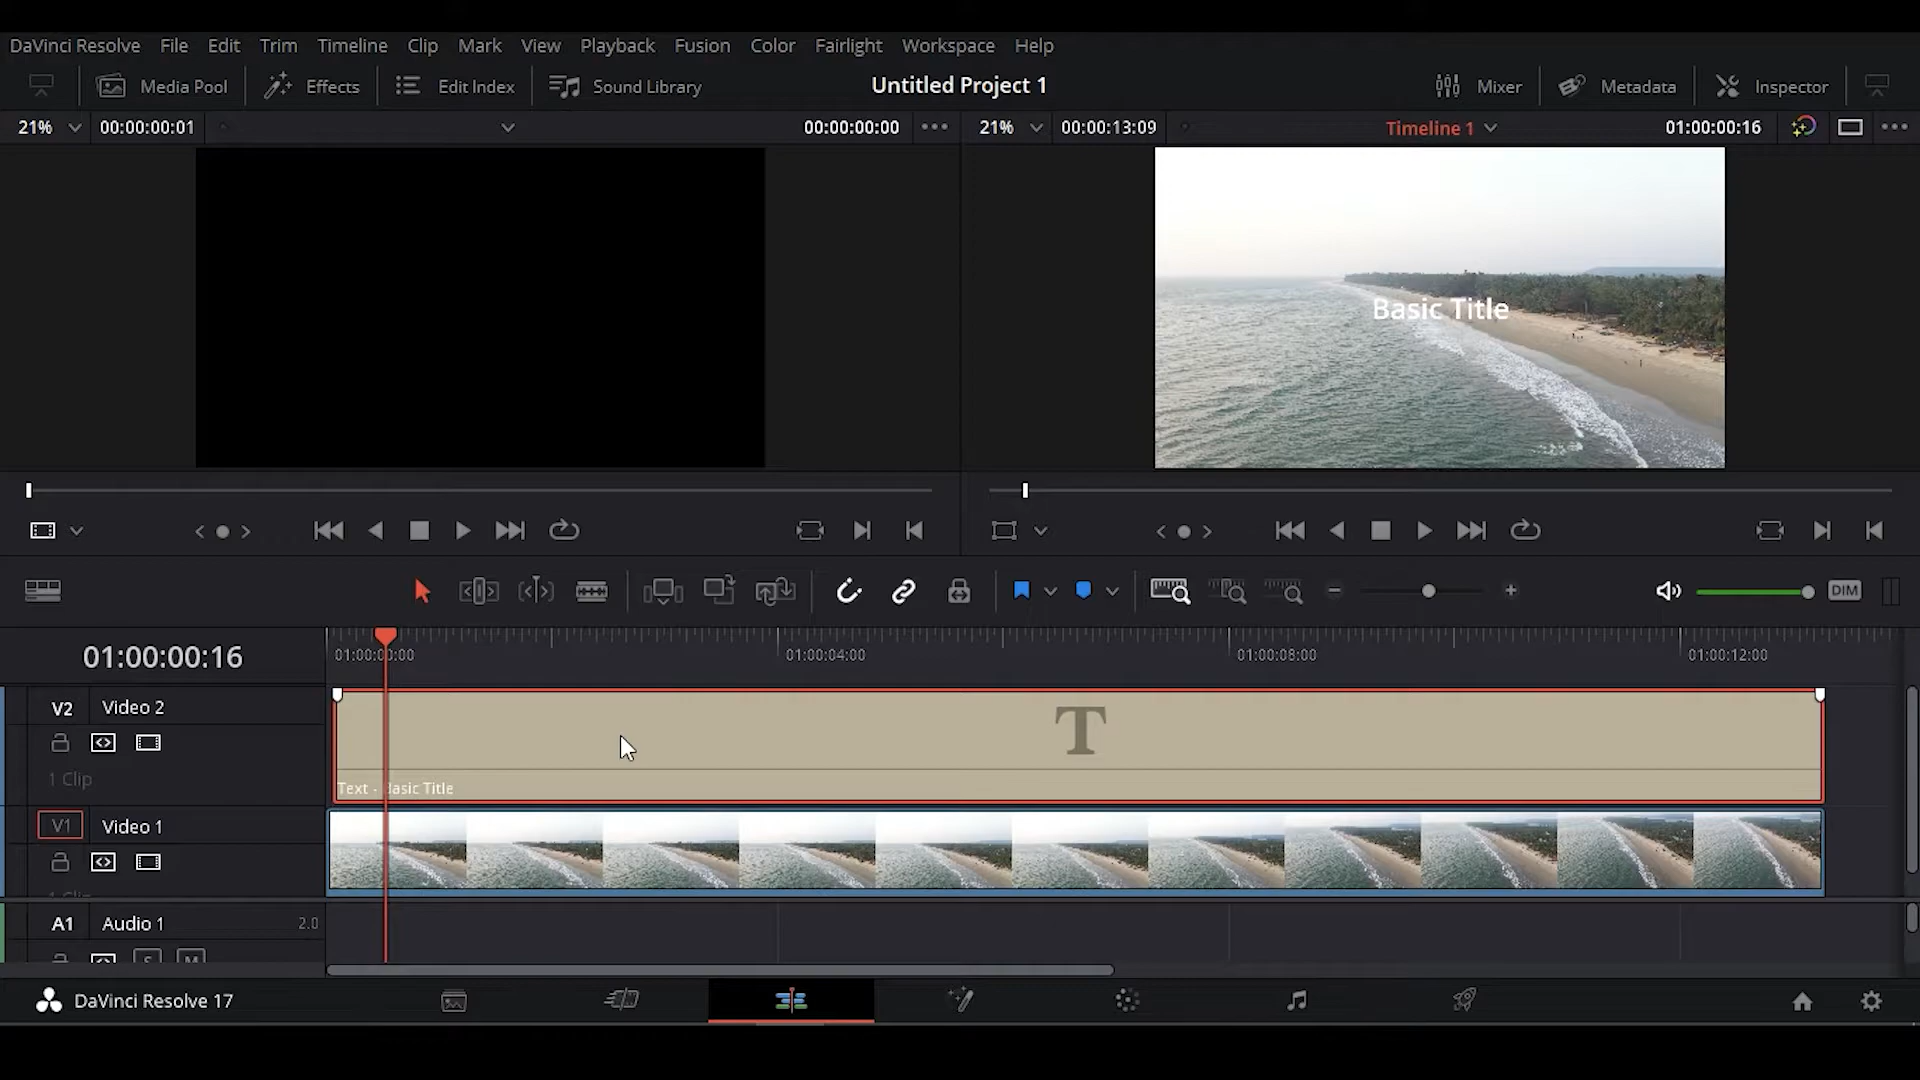 DaVinci Resolve File Edit Trim Timeline Clip Mark View Playback Fusion Color Fairlight Workspace Help
Media Pool Effects Edit Index Sound Library Untitled Project 1 Mixer Metadata Inspector
21% 00:00:00:01 00:00:00:00 21% 00:00:13:09 Timeline 1 01:00:00:16
Basic Title
DIM
01:00:00:16 01:00:00:00 01:00:04:00 01:00:08:00 01:00:12:00
V2 Video 2
T
1 Clip
Text - Basic Title
V1 Video 1
1 Clip
A1 Audio 1 2.0
S M
DaVinci Resolve 17